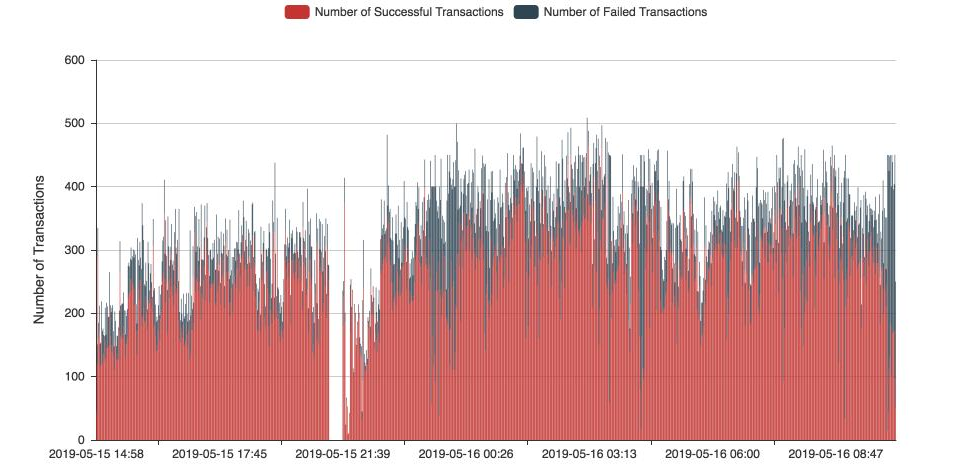 Number of Successful Transactions Number of Failed Transactions
600
500
400
300
200
100
0
Number of Transactions
2019-05-15 14:58 2019-05-15 17:45 2019-05-15 21:39 2019-05-16 00:26 2019-05-16 03:13 2019-05-16 06:00 2019-05-16 08:47